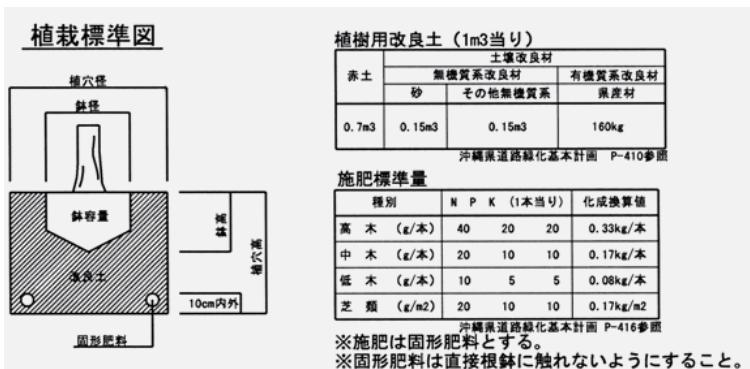 植栽標準図
植穴径
鉢径
鉢容量
改良土
鉢高
植穴高
10cm内外
固形肥料
植樹用改良土（1m3当り）
赤土 土壌改良材
無機質系改良材 有機質系改良材
砂 その他無機質系 県産材
0.7m3 0.15m3 0.15m3 160kg
沖縄県道路緑化基本計画 P-410参照
施肥標準量
種別 N P K (1本当り) 化成換算値
高 木 (g/本) 40 20 20 0.33kg/本
中 木 (g/本) 20 10 10 0.17kg/本
低 木 (g/本) 10 5 5 0.08kg/本
芝 類 (g/m2) 20 10 10 0.17kg/m2
沖縄県道路緑化基本計画 P-416参照
※施肥は固形肥料とする。
※固形肥料は直接根鉢に触れないようにすること。